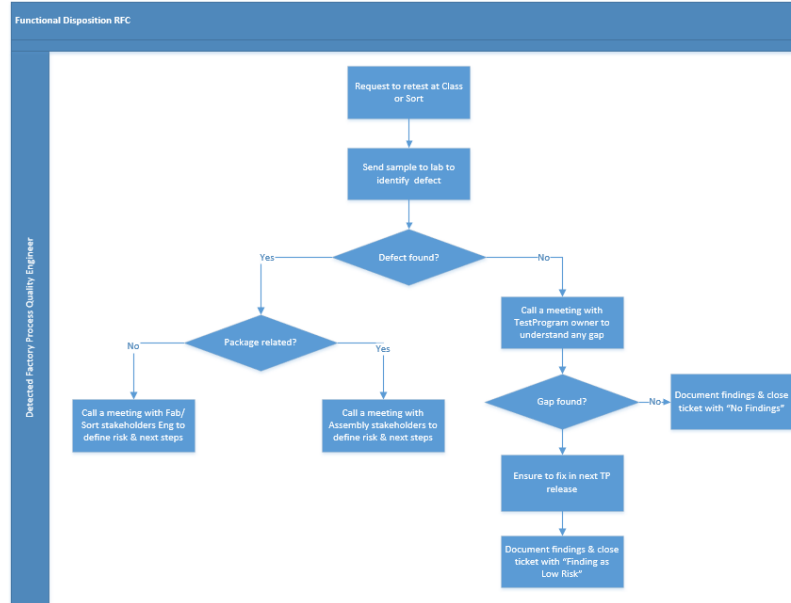 Functional Disposition RFC
Detected Factory Process Quality Engineer
Request to retest at Class
or Sort
Send sample to lab to
identify defect
Defect found?
Yes
No
Package related?
No
Yes
Call a meeting with Fab/
Sort stakeholders Eng to
define risk & next steps
Call a meeting with
Assembly stakeholders to
define risk & next steps
Call a meeting with
TestProgram owner to
understand any gap
Gap found?
No
Document findings & close
ticket with “No Findings”
Ensure to fix in next TP
release
Document findings & close
ticket with “Finding as
Low Risk”